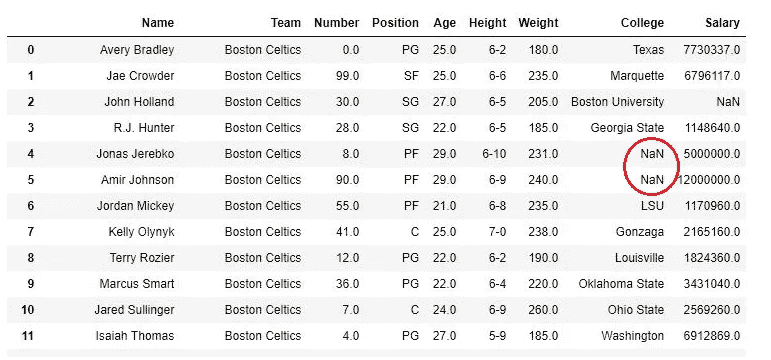 Name Team Number Position Age Height Weight College Salary
0 Avery Bradley Boston Celtics 0.0 PG 25.0 6-2 180.0 Texas 7730337.0
1 Jae Crowder Boston Celtics 99.0 SF 25.0 6-6 235.0 Marquette 6796117.0
2 John Holland Boston Celtics 30.0 SG 27.0 6-5 205.0 Boston University NaN
3 R.J. Hunter Boston Celtics 28.0 SG 22.0 6-5 185.0 Georgia State 1148640.0
4 Jonas Jerebko Boston Celtics 8.0 PF 29.0 6-10 231.0 NaN 5000000.0
5 Amir Johnson Boston Celtics 90.0 PF 29.0 6-9 240.0 NaN 12000000.0
6 Jordan Mickey Boston Celtics 55.0 PF 21.0 6-8 235.0 LSU 1170960.0
7 Kelly Olynyk Boston Celtics 41.0 C 25.0 7-0 238.0 Gonzaga 2165160.0
8 Terry Rozier Boston Celtics 12.0 PG 22.0 6-2 190.0 Louisville 1824360.0
9 Marcus Smart Boston Celtics 36.0 PG 22.0 6-4 220.0 Oklahoma State 3431040.0
10 Jared Sullinger Boston Celtics 7.0 C 24.0 6-9 260.0 Ohio State 2569260.0
11 Isaiah Thomas Boston Celtics 4.0 PG 27.0 5-9 185.0 Washington 6912869.0